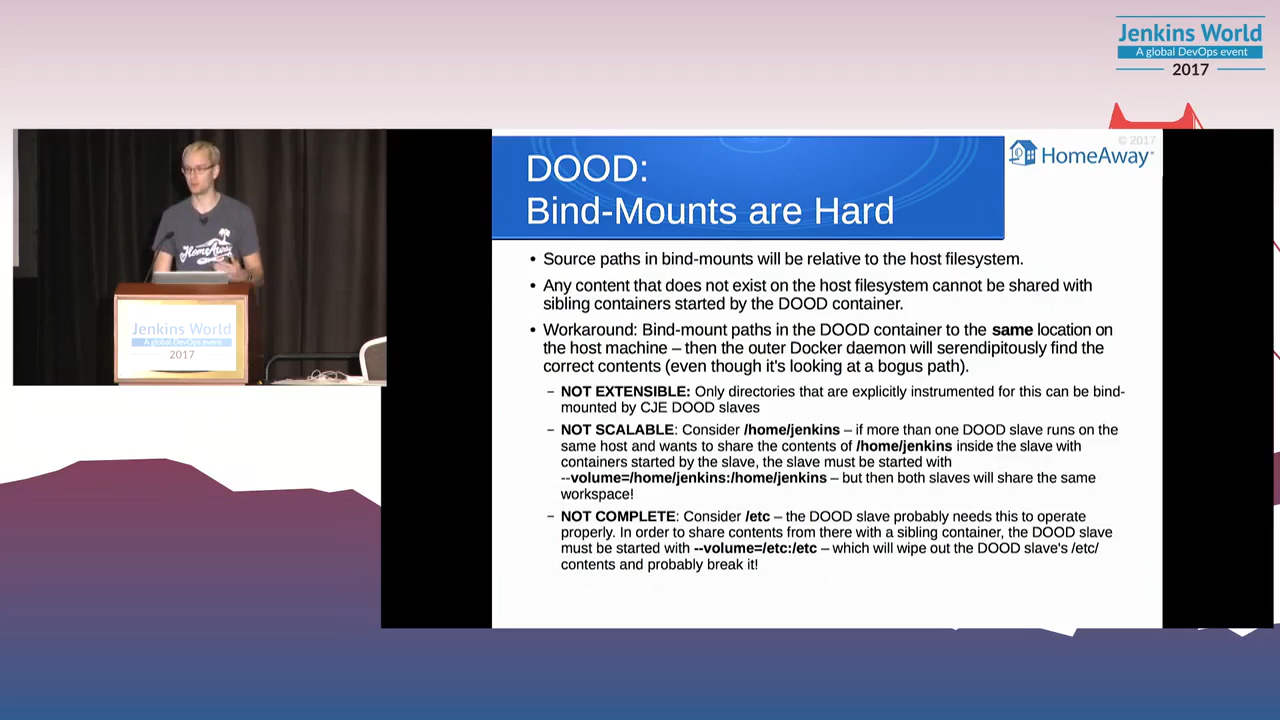 Jenkins World
A global DevOps event
2017
© 2017
HomeAway
DOOD:
Bind-Mounts are Hard
• Source paths in bind-mounts will be relative to the host filesystem.
• Any content that does not exist on the host filesystem cannot be shared with
sibling containers started by the DOOD container.
• Workaround: Bind-mount paths in the DOOD container to the same location on
the host machine – then the outer Docker daemon will serendipitously find the
correct contents (even though it's looking at a bogus path).
– NOT EXTENSIBLE: Only directories that are explicitly instrumented for this can be bind-
mounted by CJE DOOD slaves
– NOT SCALABLE: Consider /home/jenkins – if more than one DOOD slave runs on the
same host and wants to share the contents of /home/jenkins inside the slave with
containers started by the slave, the slave must be started with
--volume=/home/jenkins:/home/jenkins – but then both slaves will share the same
workspace!
– NOT COMPLETE: Consider /etc – the DOOD slave probably needs this to operate
properly. In order to share contents from there with a sibling container, the DOOD slave
must be started with --volume=/etc:/etc – which will wipe out the DOOD slave's /etc/
contents and probably break it!
HomeAway
Jenkins World
A global DevOps event
2017